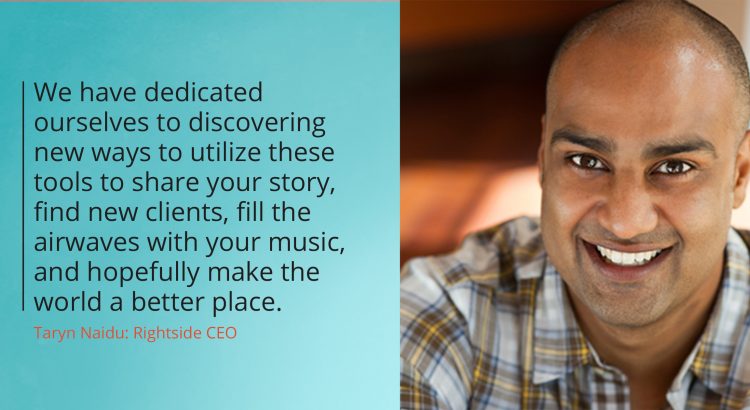 We have dedicated
ourselves to discovering
new ways to utilize these
tools to share your story,
find new clients, fill the
airwaves with your music,
and hopefully make the
world a better place.
Taryn Naidu: Rightside CEO